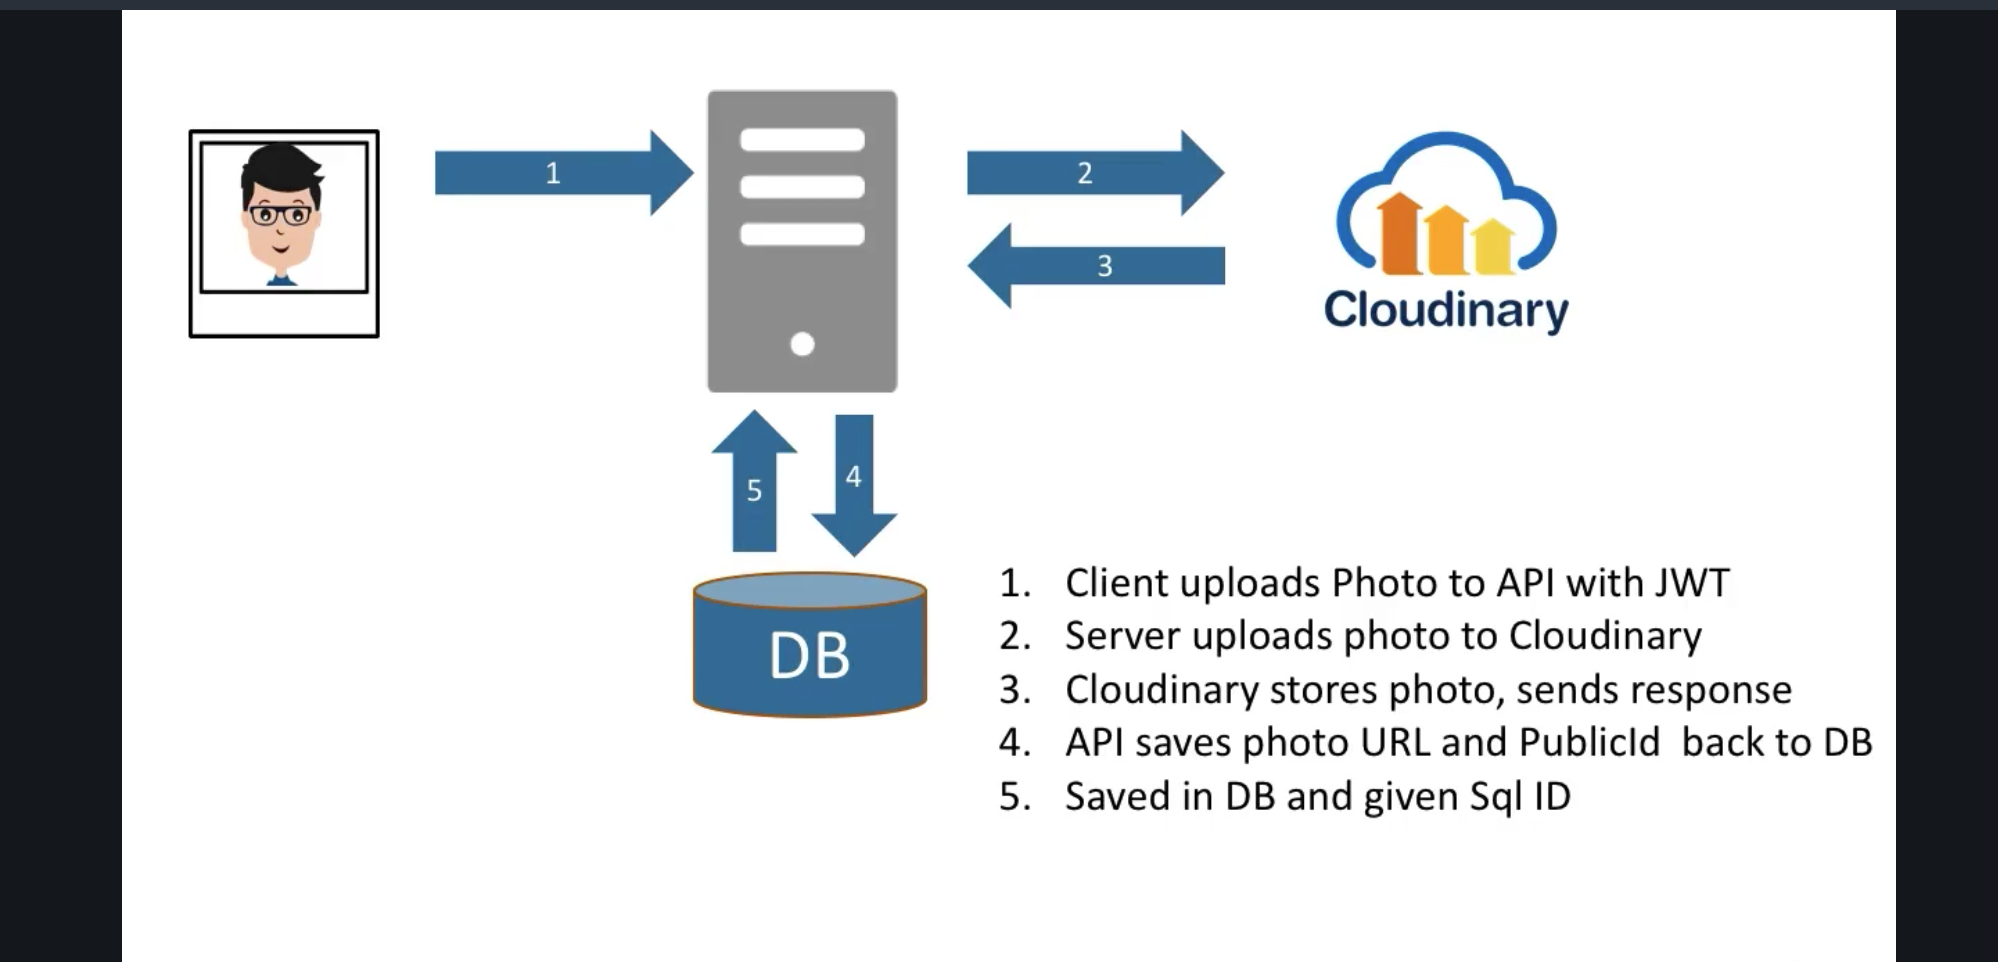 1
2
3
Cloudinary
5
4
DB
1. Client uploads Photo to API with JWT
2. Server uploads photo to Cloudinary
3. Cloudinary stores photo, sends response
4. API saves photo URL and PublicId  back to DB
5. Saved in DB and given Sql ID